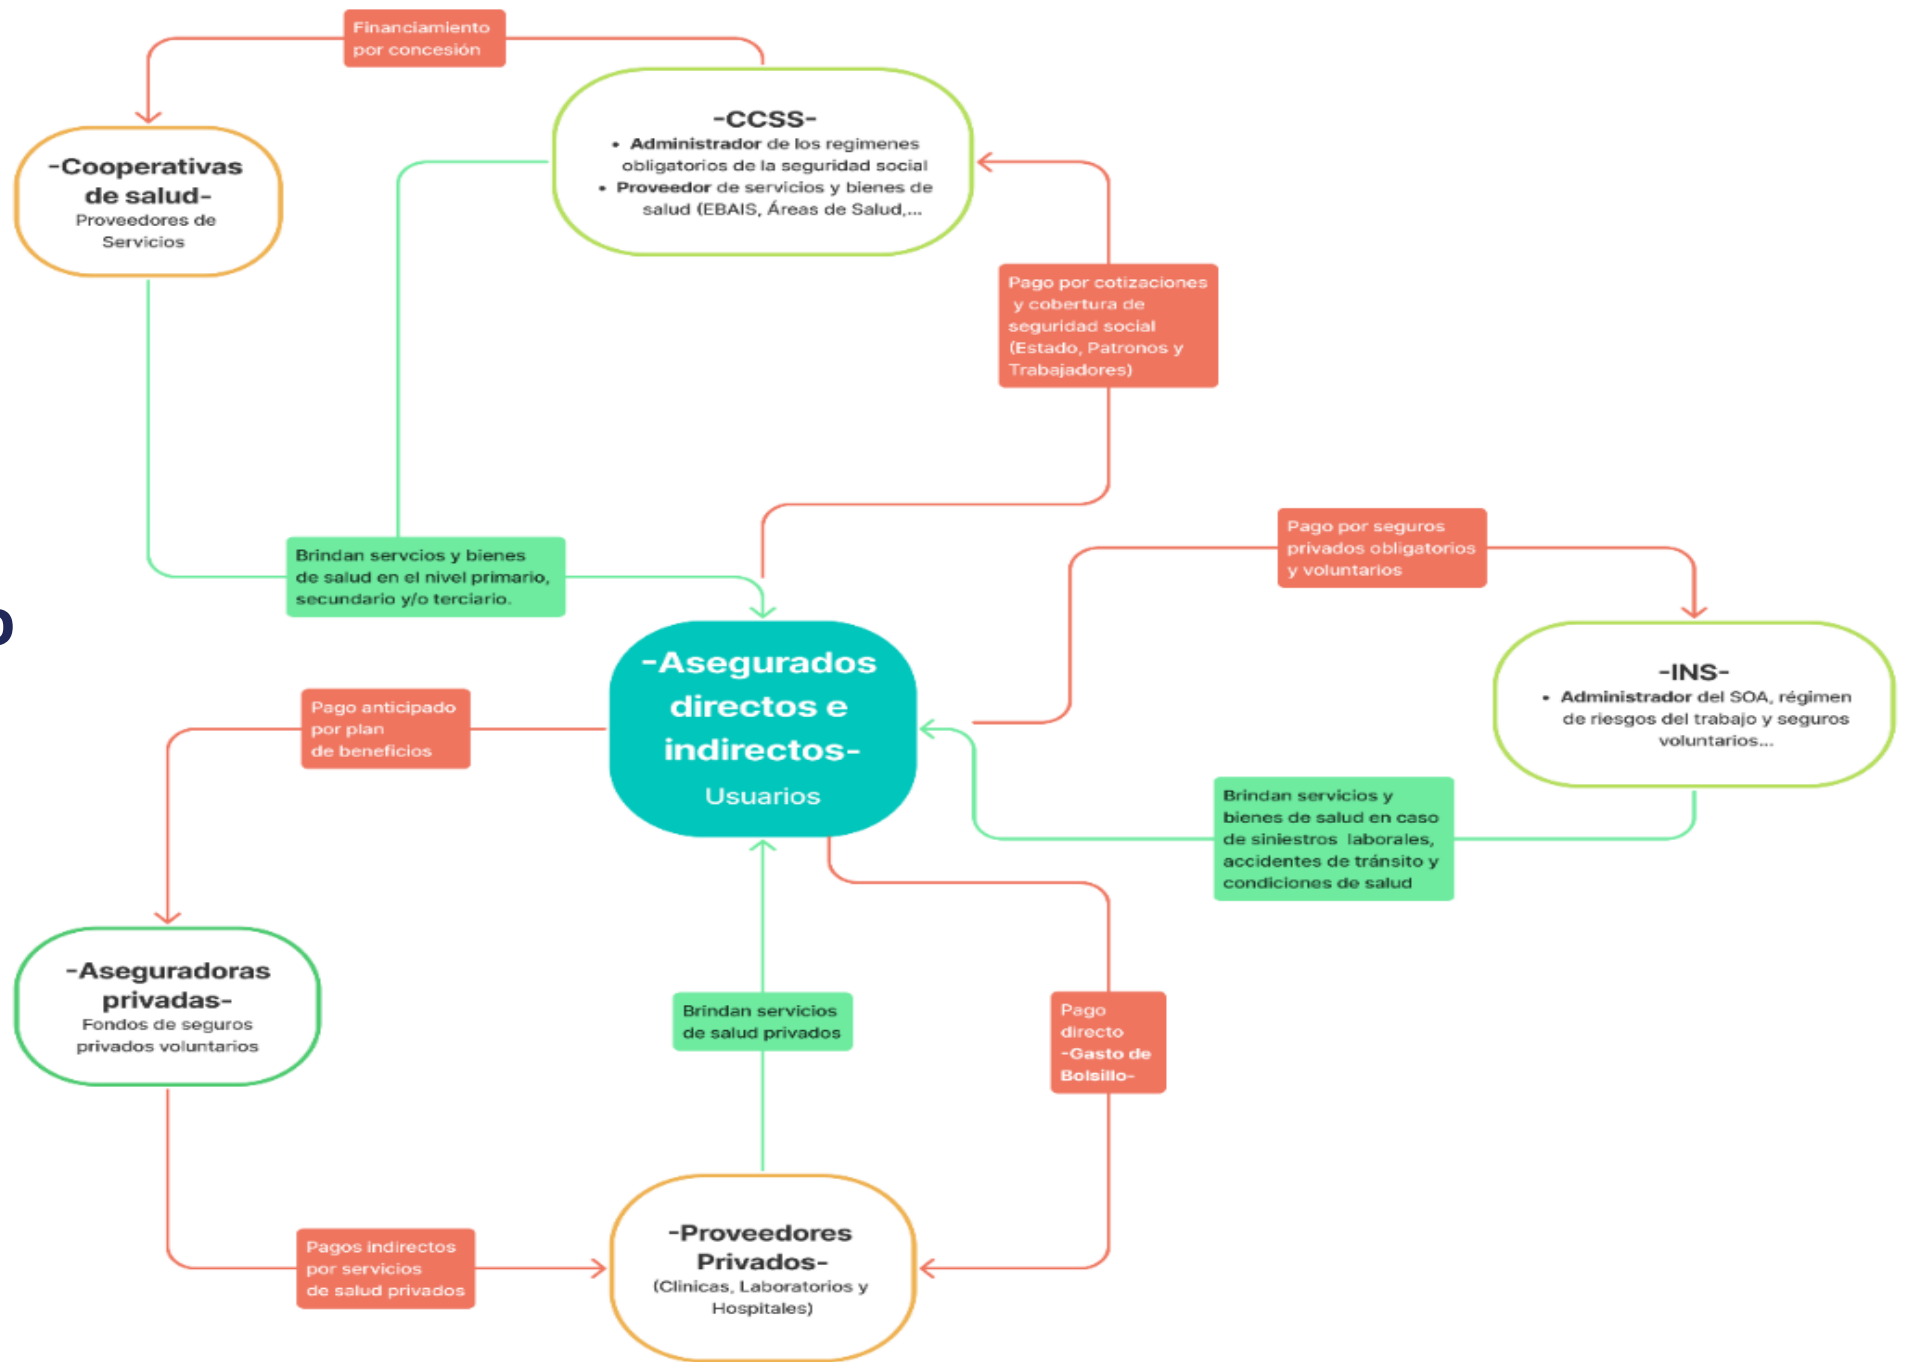 Financiamiento
por concesión
-CCSS-
• Administrador de los regimenes
obligatorios de la seguridad social
• Proveedor de servicios y bienes de
salud (EBAIS, Áreas de Salud,...
-Cooperativas
de salud-
Proveedores de
Servicios
Pago por cotizaciones
y cobertura de
seguridad social
(Estado, Patronos y
Trabajadores)
Brindan servcios y bienes
de salud en el nivel primario,
secundario y/o terciario.
Pago por seguros
privados obligatorios
y voluntarios
-Asegurados
directos e
indirectos-
Usuarios
-INS-
• Administrador del SOA, régimen
de riesgos del trabajo y seguros
voluntarios...
Pago anticipado
por plan
de beneficios
Brindan servicios y
bienes de salud en caso
de siniestros laborales,
accidentes de tránsito y
condiciones de salud
-Aseguradoras
privadas-
Fondos de seguros
privados voluntarios
Brindan servicios
de salud privados
Pago
directo
-Gasto de
Bolsillo-
Pagos indirectos
por servicios
de salud privados
-Proveedores
Privados-
(Clinicas, Laboratorios y
Hospitales)